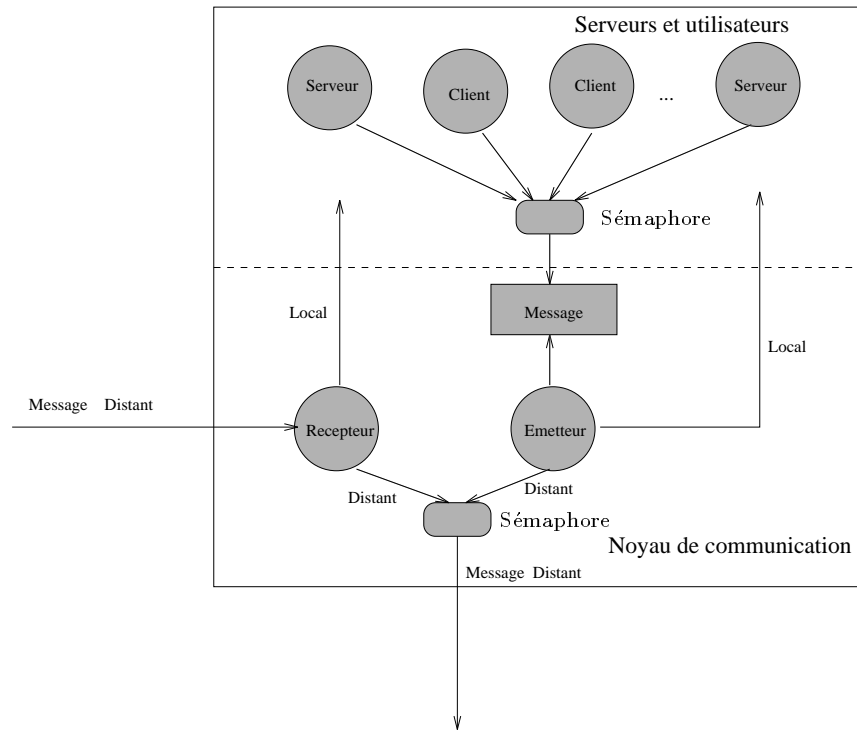 Serveurs et utilisateurs
Serveur
Client
Client
...
Serveur
Sémaphore
Message
Local
Local
Message Distant
Recepteur
Emetteur
Distant
Distant
Sémaphore
Noyau de communication
Message Distant